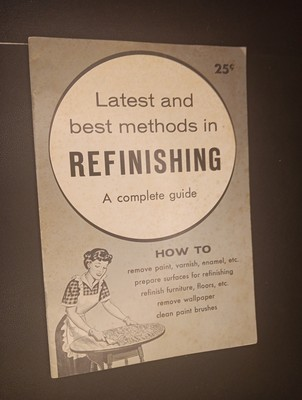 25¢
Latest and
best methods in
REFINISHING
A complete guide
HOW TO
remove paint, varnish, enamel, etc.
prepare surfaces for refinishing
refinish furniture, floors, etc.
remove wallpaper
clean paint brushes